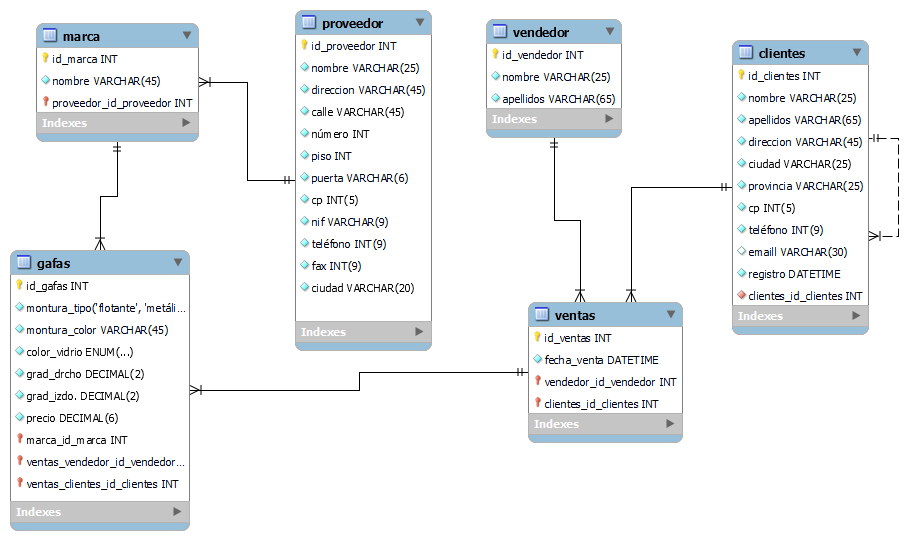 marca
id_marca INT
nombre VARCHAR(45)
proveedor_id_proveedor INT
Indexes
proveedor
id_proveedor INT
nombre VARCHAR(25)
direccion VARCHAR(45)
calle VARCHAR(45)
número INT
piso INT
puerta VARCHAR(6)
cp INT(5)
nif VARCHAR(9)
teléfono INT(9)
fax INT(9)
ciudad VARCHAR(20)
Indexes
vendedor
id_vendedor INT
nombre VARCHAR(25)
apellidos VARCHAR(65)
Indexes
clientes
id_clientes INT
nombre VARCHAR(25)
apellidos VARCHAR(65)
direccion VARCHAR(45)
ciudad VARCHAR(25)
provincia VARCHAR(25)
cp INT(5)
teléfono INT(9)
emaill VARCHAR(30)
registro DATETIME
clientes_id_clientes INT
Indexes
gafas
id_gafas INT
montura_tipo('flotante', 'metáli...
montura_color VARCHAR(45)
color_vidrio ENUM(...)
grad_drcho DECIMAL(2)
grad_izdo. DECIMAL(2)
precio DECIMAL(6)
marca_id_marca INT
ventas_vendedor_id_vendedor...
ventas_clientes_id_clientes INT
Indexes
ventas
id_ventas INT
fecha_venta DATETIME
vendedor_id_vendedor INT
clientes_id_clientes INT
Indexes